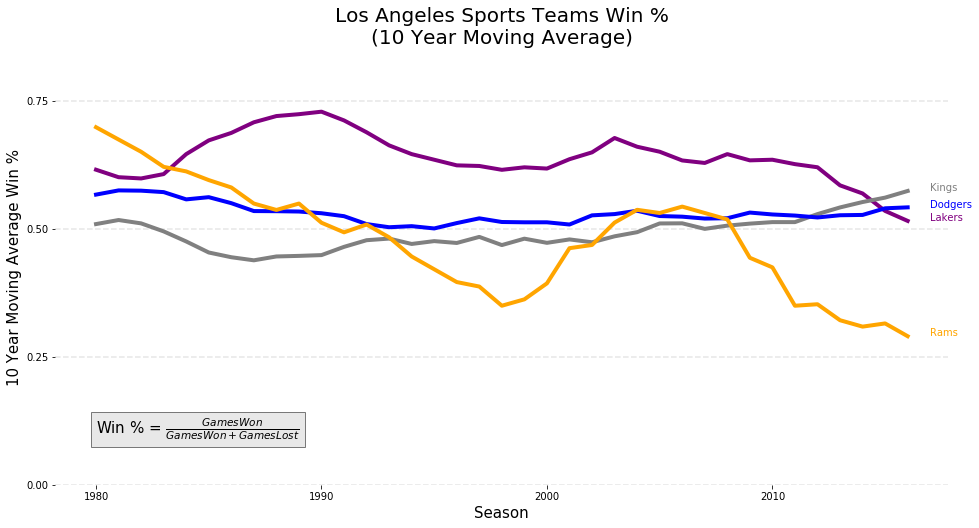 Los Angeles Sports Teams Win %
(10 Year Moving Average)
10 Year Moving Average Win %
0.75
0.50
0.25
0.00
Kings
Dodgers
Lakers
Rams
Win % = GamesWon / GamesWon + GamesLost
1980 1990 2000 2010
Season